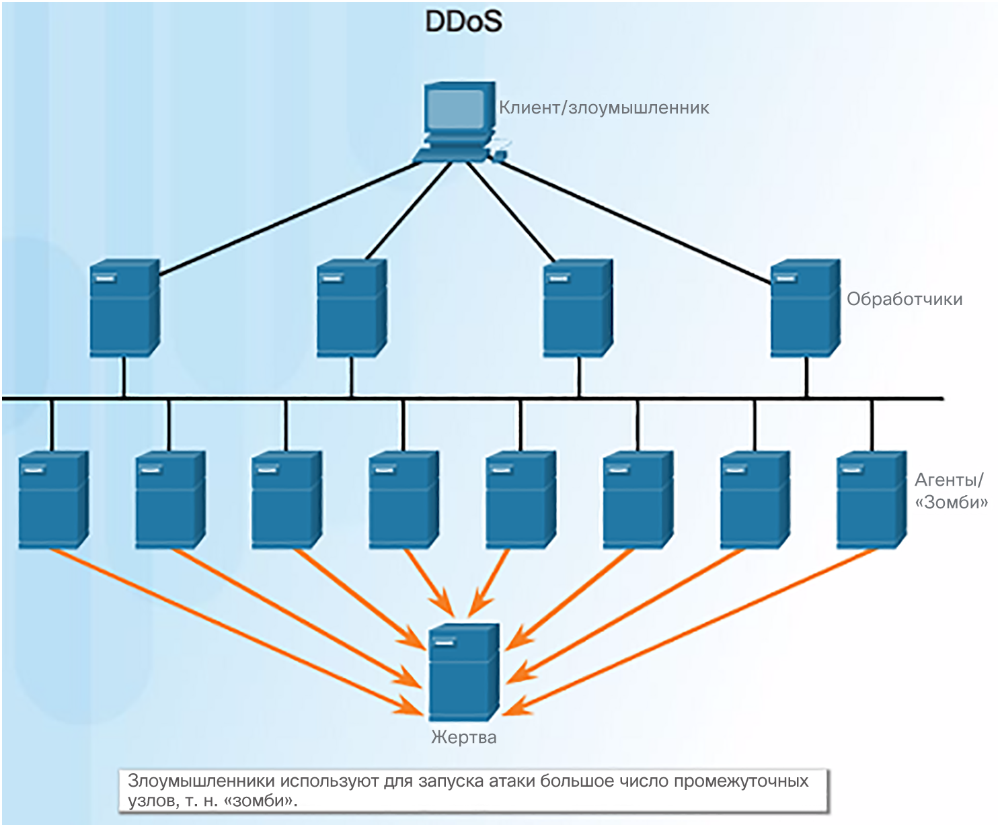 DDoS
Клиент/злоумышленник
Обработчики
Агенты/
«Зомби»
Жертва
Злоумышленники используют для запуска атаки большое число промежуточных
узлов, т. н. «зомби».